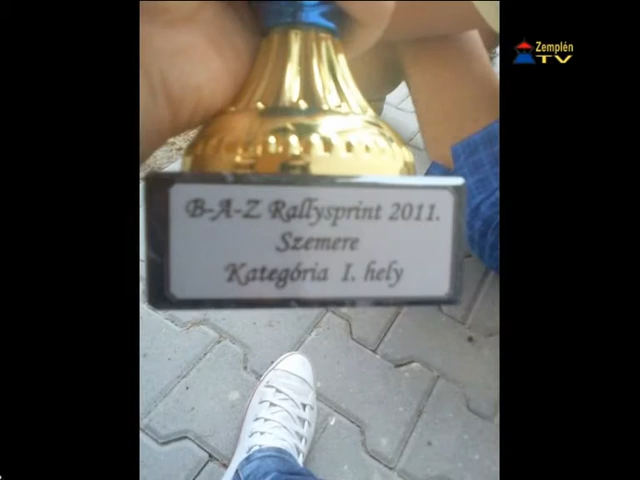 Zemplén
TV
B-A-Z Rallysprint 2011.
Szemere
Kategória I. hely